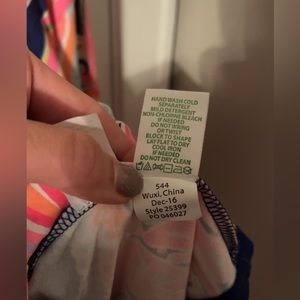 HAND WASH COLD
SEPARATELY
MILD DETERGENT
NON-CHLORINE BLEACH
IF NEEDED
DO NOT WRING
OR TWIST
BLOCK TO SHAPE
LAY FLAT TO DRY
COOL IRON
IF NEEDED
DO NOT DRY CLEAN
544
Wuxi, China
Dec-16
Style 25399
PO 046027